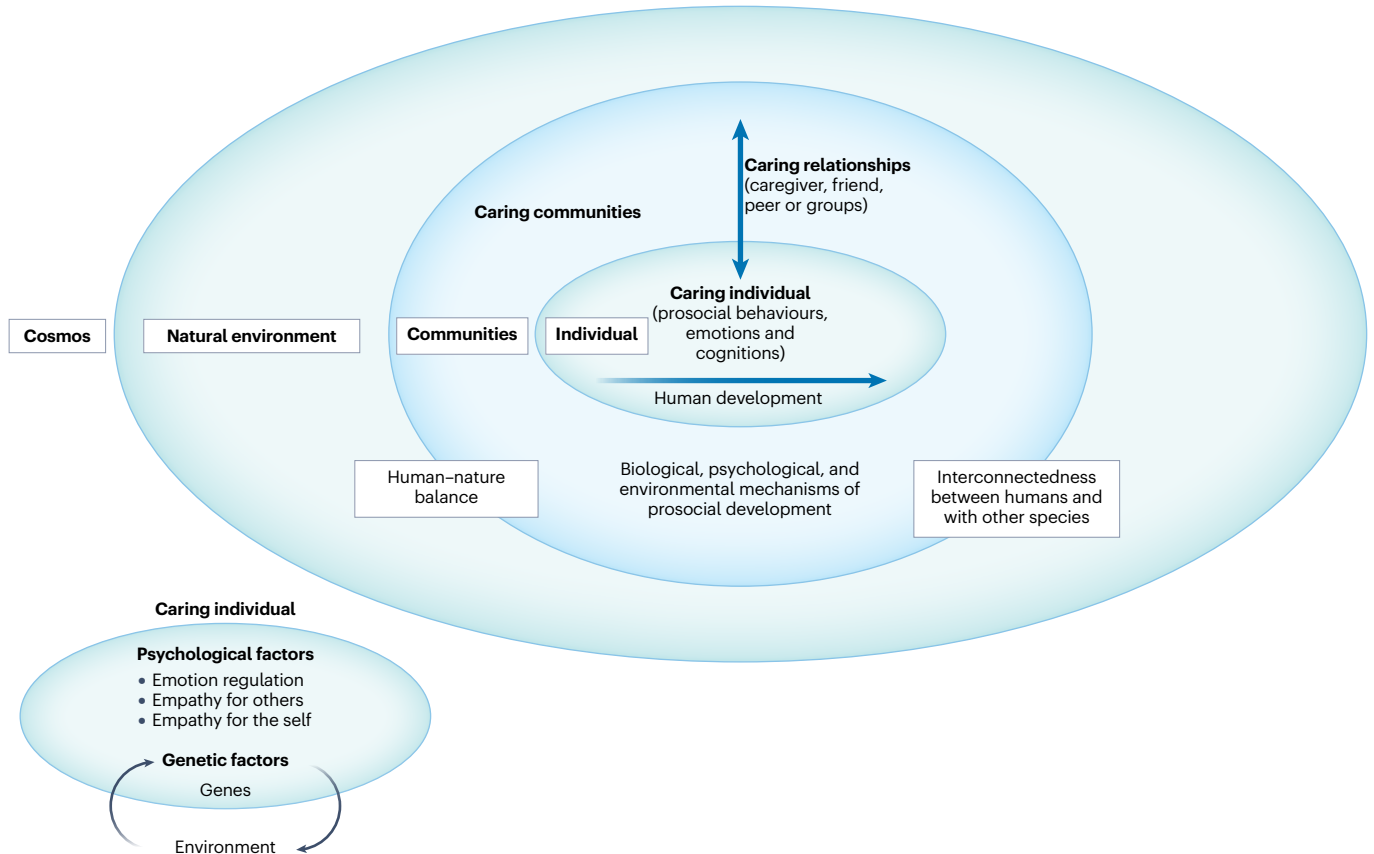 Caring relationships
(caregiver, friend,
peer or groups)
Caring communities
Caring individual
(prosocial behaviours,
emotions and
cognitions)
Cosmos
Natural environment
Communities
Individual
Human development
Human–nature
balance
Biological, psychological, and
environmental mechanisms of
prosocial development
Interconnectedness
between humans and
with other species
Caring individual
Psychological factors
• Emotion regulation
• Empathy for others
• Empathy for the self
Genetic factors
Genes
Environment